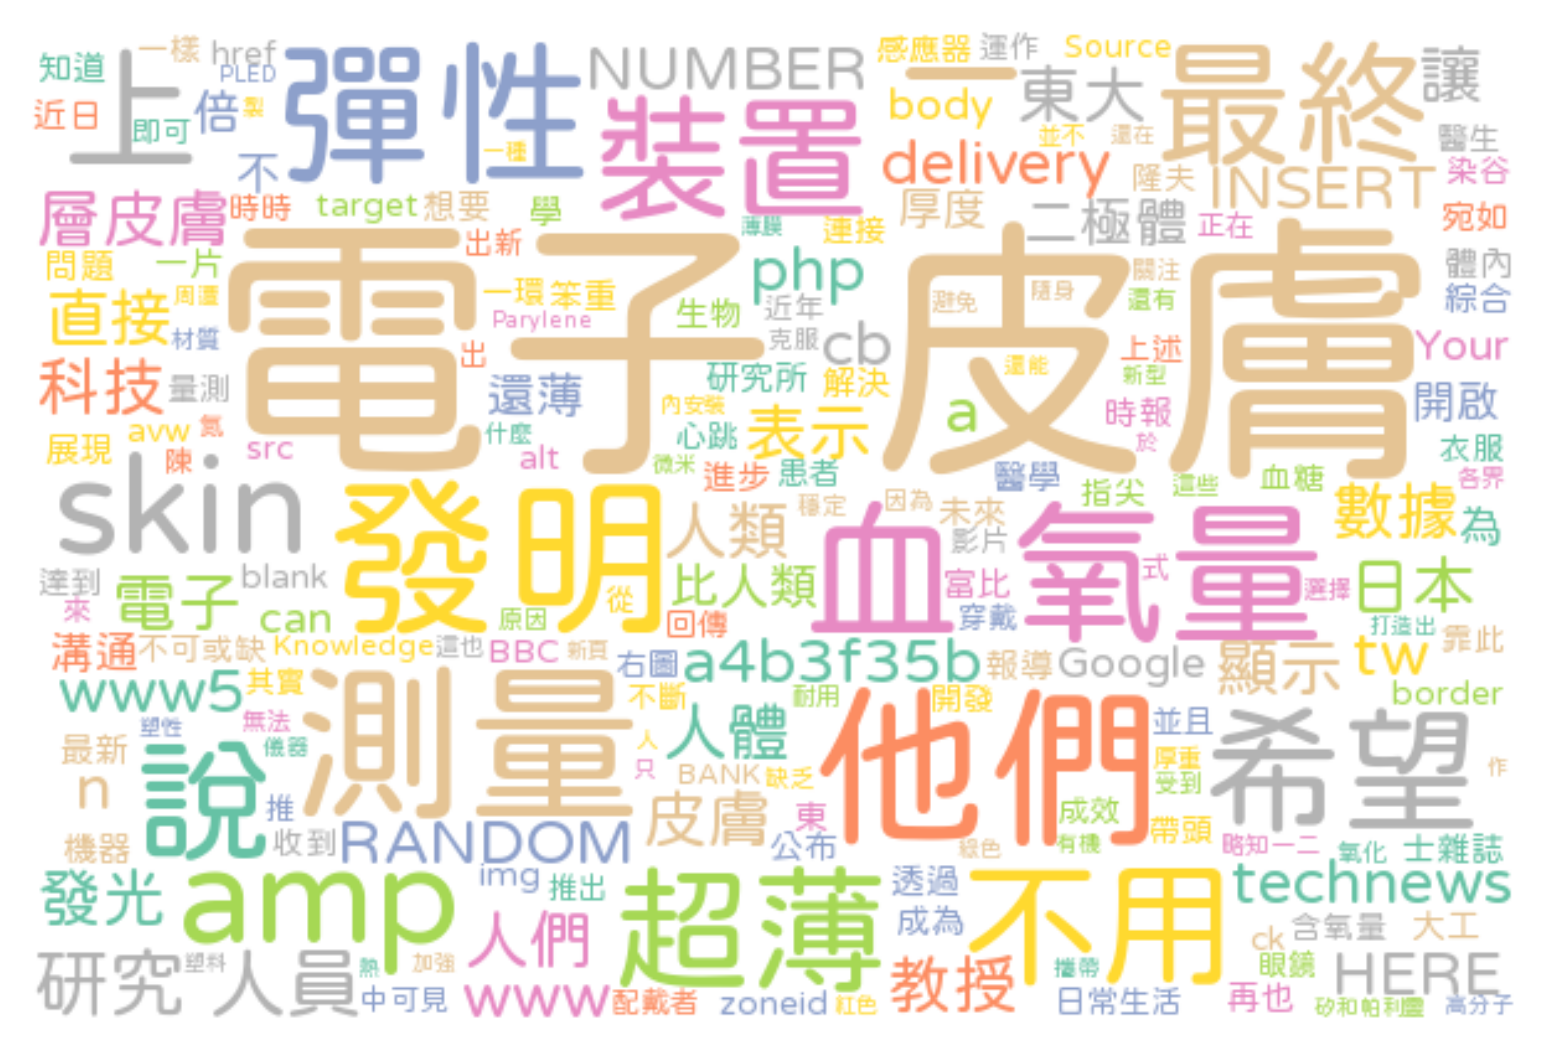 知道 一樣 href 彈性 NUMBER 感應器 運作 Source 最終 讓
上 PLED 一
近日 即可 倍 製 裝置 body 東大 醫生
不 一種 delivery 並不 還在 隆夫 INSERT 染谷
層皮膚 時時 target 想要 學 厚度 二極體 正在 宛如
出新 薄膜 連接
問題 一片 電子皮膚 php 關注 體內
直接 周遭 一環 笨重 生物 近年 避免 隨身 還有 綜合
材質 Parylene 克服 cb 上述 Your
科技 量測 出 研究所 解決 還能 新型
還薄 內安裝 表示 a 時報 開啟
展現 avw 氮 src 什麼 心跳 於 衣服
陳 alt 微米 進步 患者 醫學 指尖 這些 血糖 各界
skin 發明 人類 穩定 因為 未來 血氧量 數據 為
影片
達到 電子 blank 比人類 富比 式 選擇 日本
來 can 從 原因 回傳 穿戴 打造出
溝通 不可或缺 Knowledge 這也 BBC 新頁 右圖 a4b3f35b 報導 Google 顯示 tw 靠此
www5 其實 測量 不斷 耐用 開發 border
塑性 無法 人體 他們 並且 希望
最新 說 儀器 人 厚重
n 只 BANK 缺乏 受到 作
推 皮膚 東 成效 帶頭
機器 收到 RANDOM 公布 綠色 有機 略知一二 氧化 士雜誌
發光 amp img 推出 超薄 透過 不用 technews
人們 成為 ck 含氧量 大工
研究 塑料 人員 熱 加強 教授 攜帶 眼鏡 HERE
中可見 www 配戴者 zoneid 紅色 日常生活 再也 高分子